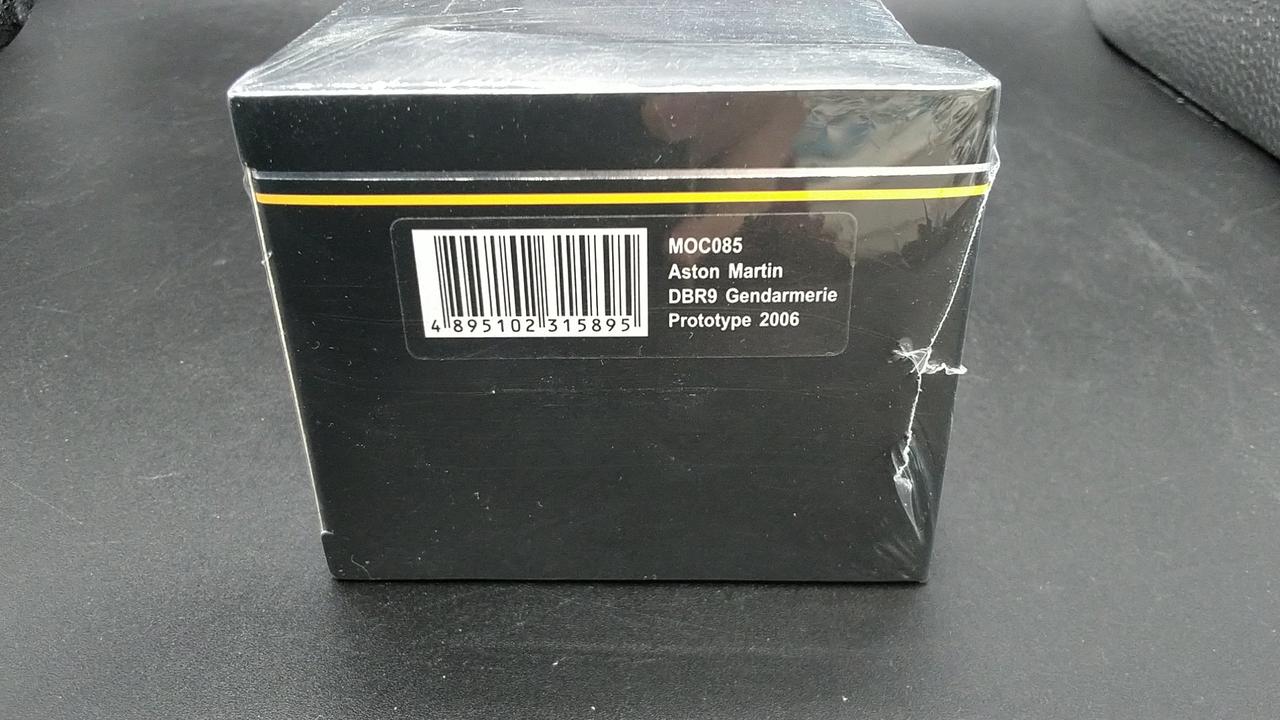 MOC085
Aston Martin
DBR9 Gendarmerie
Prototype 2006
4 895102 315895